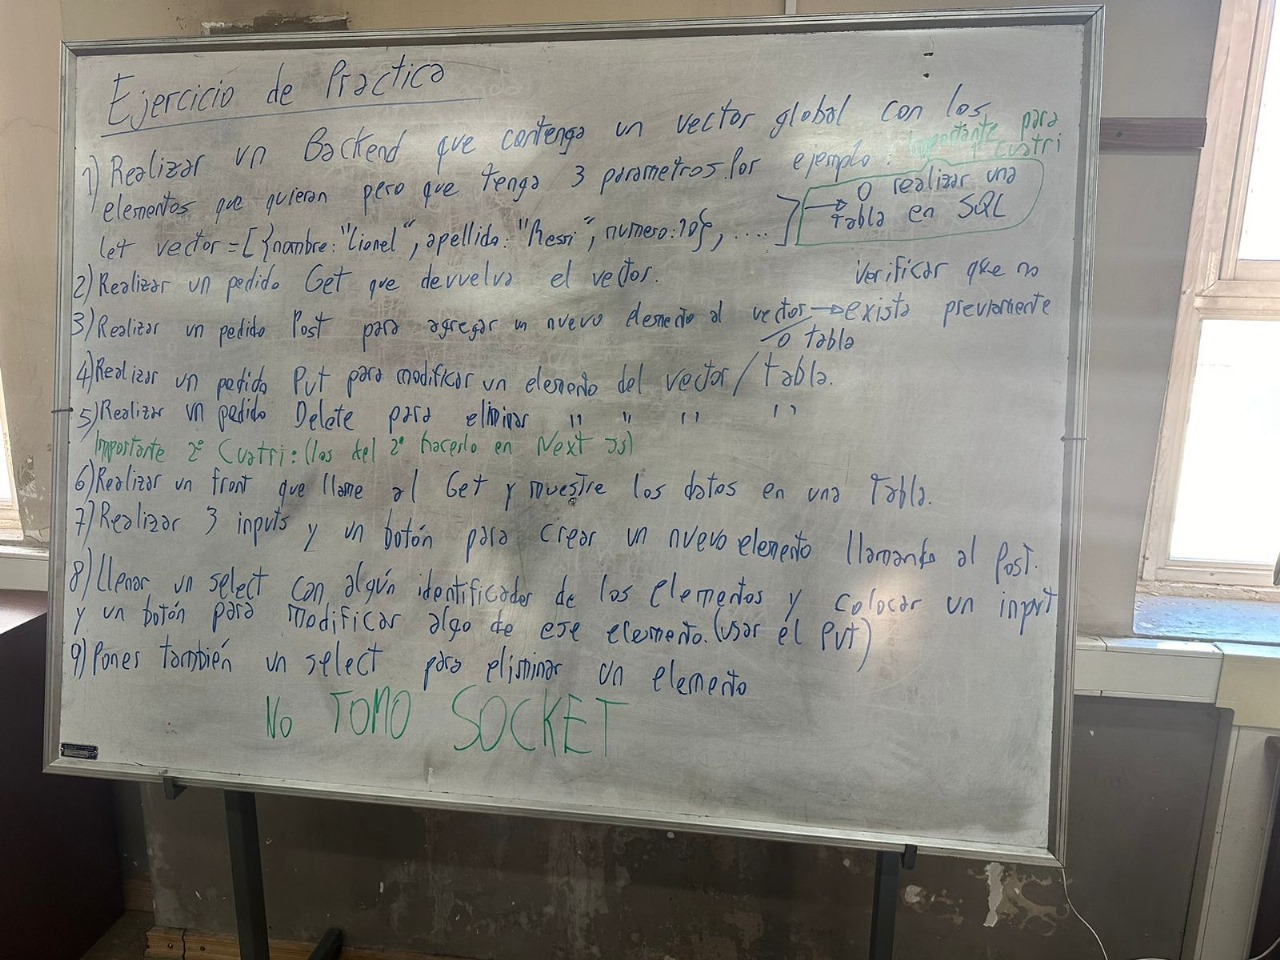 Ejercicio de Practica
1) Realizar un Backend que contenga un vector global con los
elementos que quieran pero que tenga 3 parametros. Por ejemplo:
Importante para
1° Cuatri
let vector = [{nombre: "Lionel", apellido: "Messi", numero: 10}, ....]
→ O realizar una
tabla en SQL
2) Realizar un pedido Get que devuelva el vector.
3) Realizar un pedido Post para agregar un nuevo elemento al vector → exista previamente
Verificar que no
o tabla
4) Realizar un pedido Put para modificar un elemento del vector / tabla.
5) Realizar un pedido Delete para eliminar " " " "
Importante 2° Cuatri: (los del 2° hacerlo en Next JS)
6) Realizar un front que llame al Get y muestre los datos en una Tabla.
7) Realizar 3 inputs y un botón para crear un nuevo elemento llamando al Post.
8) Llenar un select con algún identificador de los elementos y colocar un input
y un botón para modificar algo de ese elemento. (usar el Put)
9) Pones también un select para eliminar un elemento
No TOMO SOCKET